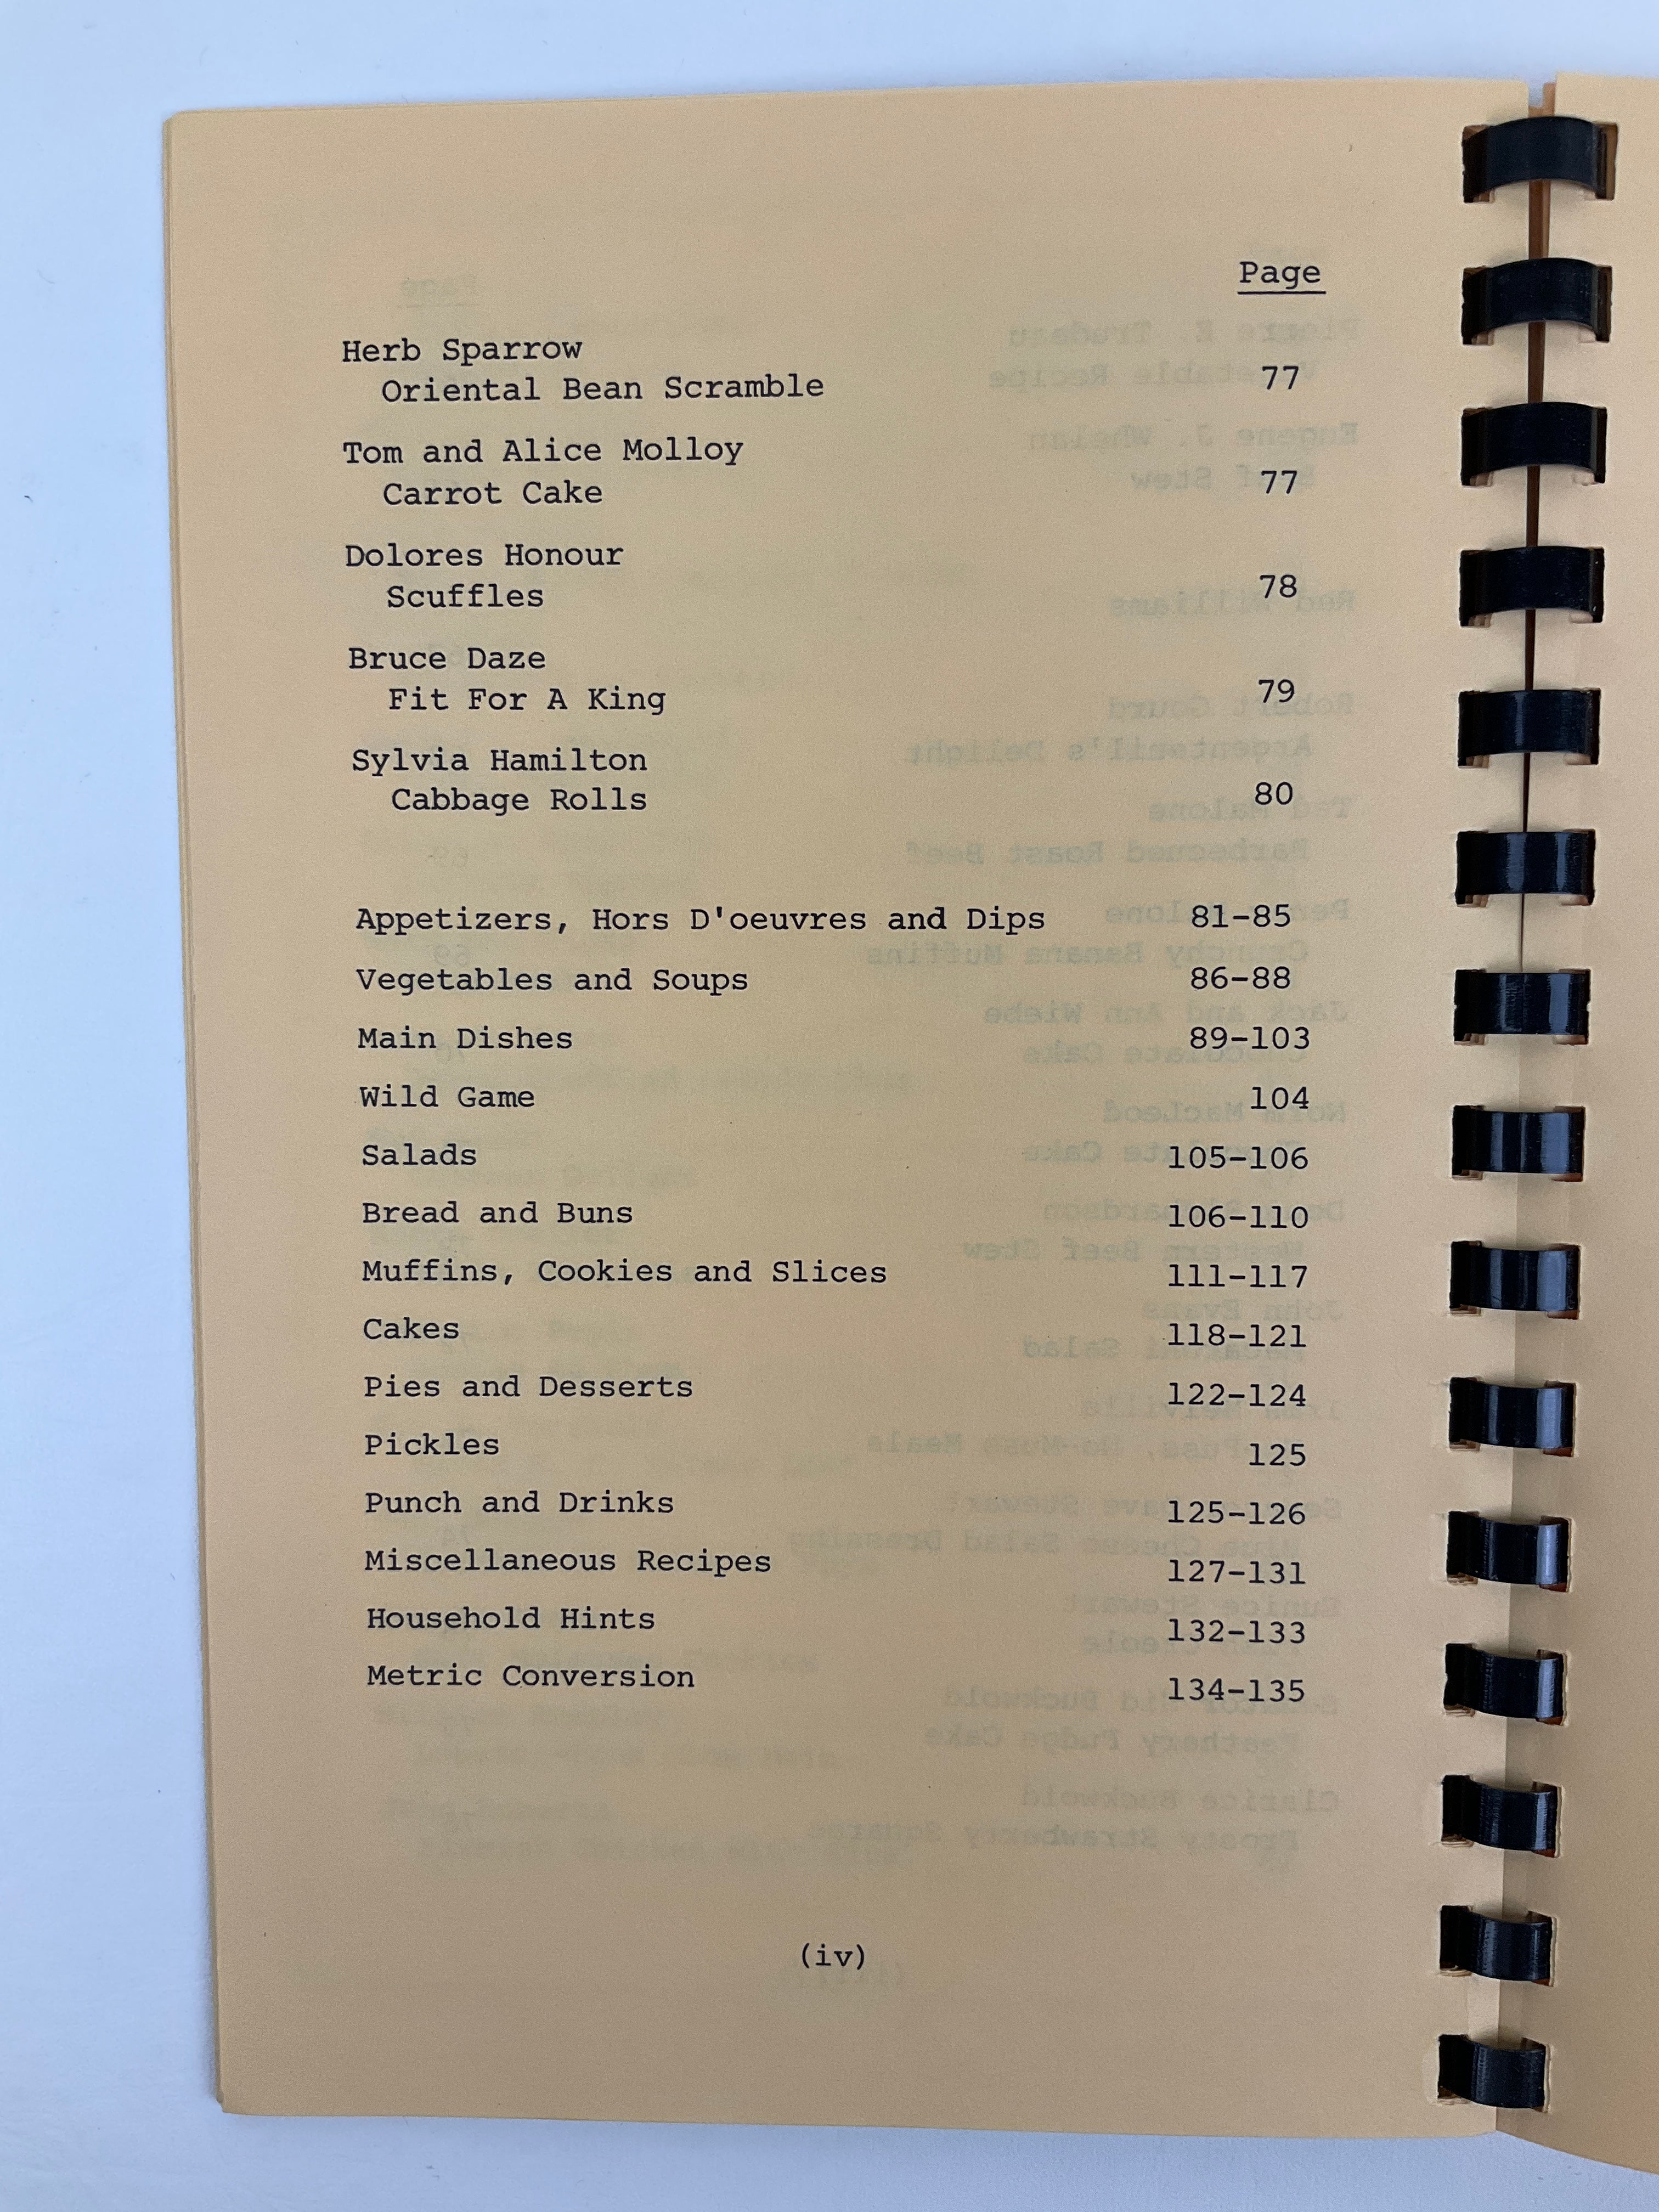 Page
Herb Sparrow
Oriental Bean Scramble 77
Tom and Alice Molloy
Carrot Cake 77
Dolores Honour
Scuffles 78
Bruce Daze
Fit For A King 79
Sylvia Hamilton
Cabbage Rolls 80
Appetizers, Hors D'oeuvres and Dips 81-85
Vegetables and Soups 86-88
Main Dishes 89-103
Wild Game 104
Salads 105-106
Bread and Buns 106-110
Muffins, Cookies and Slices 111-117
Cakes 118-121
Pies and Desserts 122-124
Pickles 125
Punch and Drinks 125-126
Miscellaneous Recipes 127-131
Household Hints 132-133
Metric Conversion 134-135
(iv)